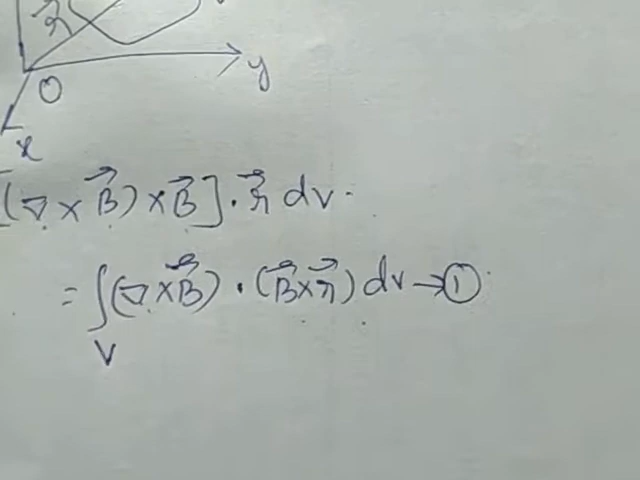 r⃗
O
y
x
[(∇ × B⃗) × B⃗] · r⃗ dv.
= ∫V (∇ × B⃗) · (B⃗ × r⃗) dv → ①